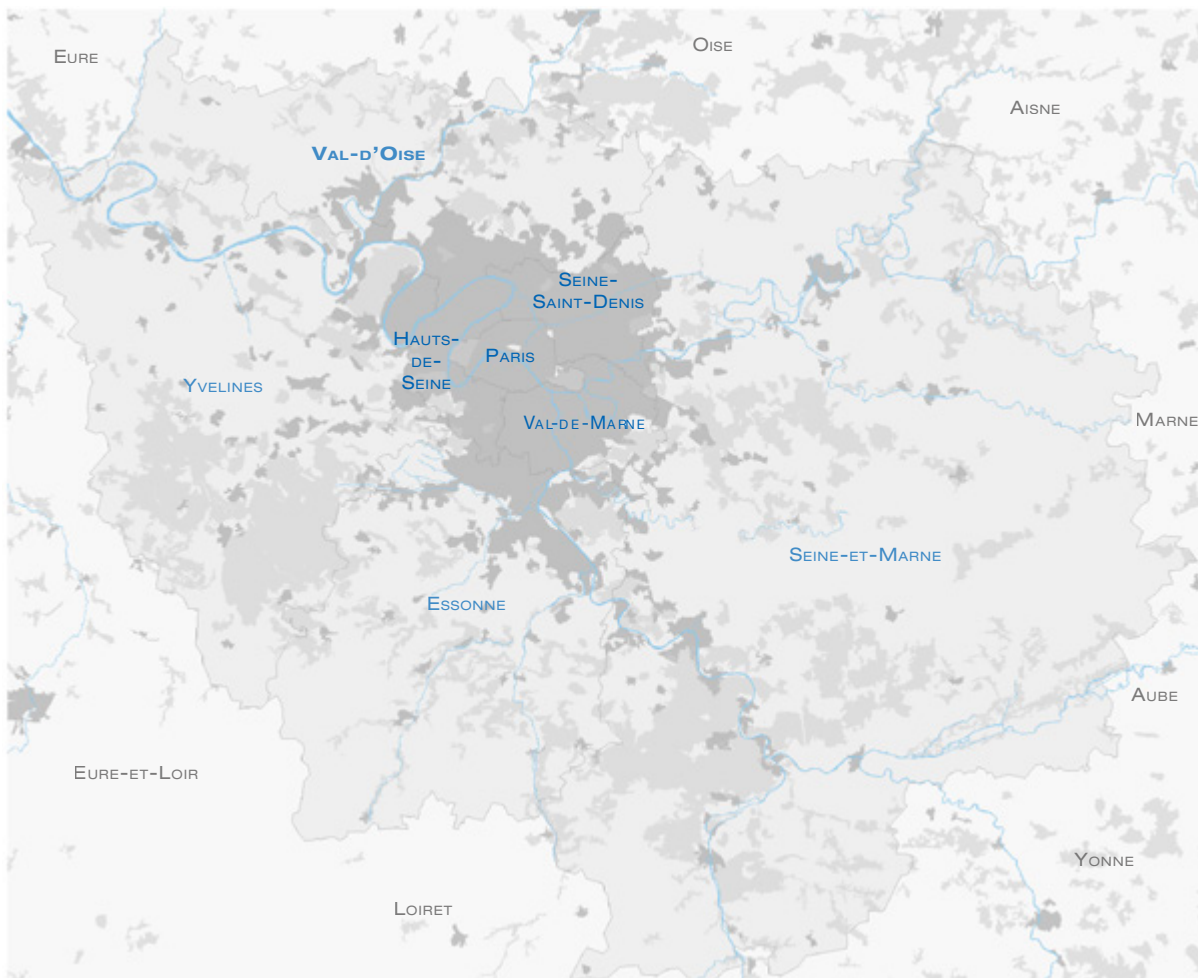 Eure
Oise
Aisne
Val-d'Oise
Seine-
Saint-Denis
Hauts-
de-
Seine
Paris
Yvelines
Val-de-Marne
Marne
Seine-et-Marne
Essonne
Aube
Eure-et-Loir
Yonne
Loiret